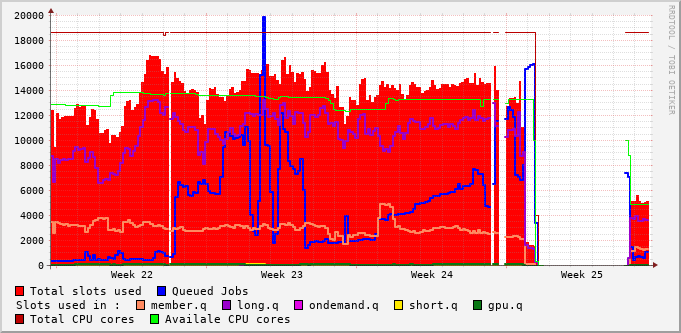 20000
18000
16000
14000
12000
10000
8000
6000
4000
2000
0
Week 22 Week 23 Week 24 Week 25
RRDTOOL / TOBI OETIKER
Total slots used Queued Jobs
Slots used in : member.q long.q ondemand.q short.q gpu.q
Total CPU cores Availale CPU cores